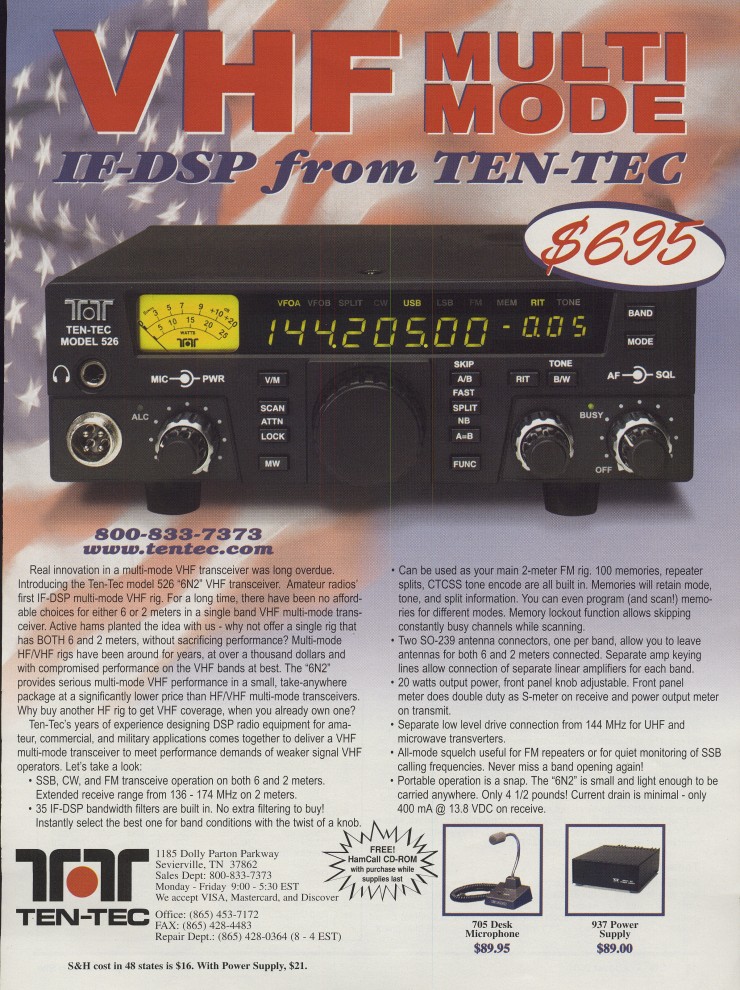 VHF MULTI
MODE
IF-DSP from TEN-TEC
$695
TEN-TEC
MODEL 526
3 5 7 9 +10 +20
0 5 10 15 20 25
WATTS
VFOA VFOB SPLIT CW USB LSB FM MEM RIT TONE
144.205.00 - 0.05
BAND
MODE
MIC PWR
V/M
SKIP
A/B
FAST
RIT
TONE
B/W
AF SQL
ALC
SCAN
ATTN
LOCK
SPLIT
NB
A=B
BUSY
MW
FUNC
OFF
800-833-7373
www.tentec.com
Real innovation in a multi-mode VHF transceiver was long overdue.
Introducing the Ten-Tec model 526 “6N2” VHF transceiver. Amateur radios’
first IF-DSP multi-mode VHF rig. For a long time, there have been no afford-
able choices for either 6 or 2 meters in a single band VHF multi-mode trans-
ceiver. Active hams planted the idea with us - why not offer a single rig that
has BOTH 6 and 2 meters, without sacrificing performance? Multi-mode
HF/VHF rigs have been around for years, at over a thousand dollars and
with compromised performance on the VHF bands at best. The “6N2”
provides serious multi-mode VHF performance in a small, take-anywhere
package at a significantly lower price than HF/VHF multi-mode transceivers.
Why buy another HF rig to get VHF coverage, when you already own one?
Ten-Tec’s years of experience designing DSP radio equipment for ama-
teur, commercial, and military applications comes together to deliver a VHF
multi-mode transceiver to meet performance demands of weaker signal VHF
operators. Let’s take a look:
• SSB, CW, and FM transceive operation on both 6 and 2 meters.
Extended receive range from 136 - 174 MHz on 2 meters.
• 35 IF-DSP bandwidth filters are built in. No extra filtering to buy!
Instantly select the best one for band conditions with the twist of a knob.
• Can be used as your main 2-meter FM rig. 100 memories, repeater
splits, CTCSS tone encode are all built in. Memories will retain mode,
tone, and split information. You can even program (and scan!) memo-
ries for different modes. Memory lockout function allows skipping
constantly busy channels while scanning.
• Two SO-239 antenna connectors, one per band, allow you to leave
antennas for both 6 and 2 meters connected. Separate amp keying
lines allow connection of separate linear amplifiers for each band.
• 20 watts output power, front panel knob adjustable. Front panel
meter does double duty as S-meter on receive and power output meter
on transmit.
• Separate low level drive connection from 144 MHz for UHF and
microwave transverters.
• All-mode squelch useful for FM repeaters or for quiet monitoring of SSB
calling frequencies. Never miss a band opening again!
• Portable operation is a snap. The “6N2” is small and light enough to be
carried anywhere. Only 4 1/2 pounds! Current drain is minimal - only
400 mA @ 13.8 VDC on receive.
TEN-TEC
1185 Dolly Parton Parkway
Sevierville, TN 37862
Sales Dept: 800-833-7373
Monday - Friday 9:00 - 5:30 EST
We accept VISA, Mastercard, and Discover
Office: (865) 453-7172
FAX: (865) 428-4483
Repair Dept.: (865) 428-0364 (8 - 4 EST)
FREE!
HamCall CD-ROM
with purchase while
supplies last
705 Desk
Microphone
$89.95
937 Power
Supply
$89.00
S&H cost in 48 states is $16. With Power Supply, $21.